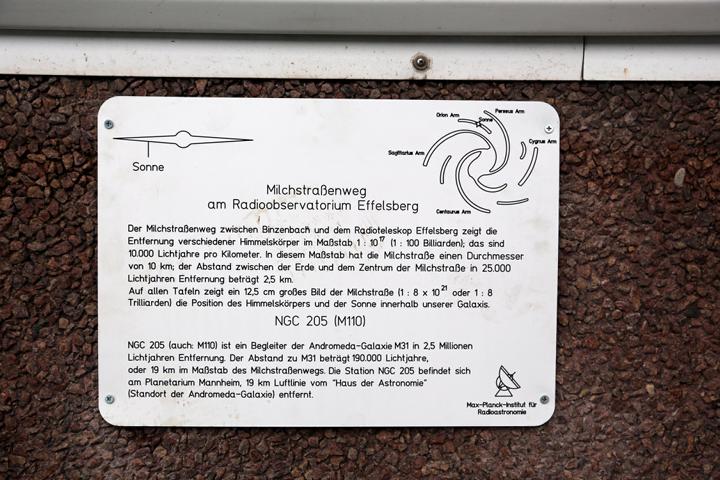 Sonne
Orion Arm
Perseus Arm
Sonne
Cygnus Arm
Sagittarius Arm
Centaurus Arm
Milchstraßenweg
am Radioobservatorium Effelsberg
Der Milchstraßenweg zwischen Binzenbach und dem Radioteleskop Effelsberg zeigt die
Entfernung verschiedener Himmelskörper im Maßstab 1 : 10¹⁷ (1 : 100 Billiarden); das sind
10.000 Lichtjahre pro Kilometer. In diesem Maßstab hat die Milchstraße einen Durchmesser
von 10 km; der Abstand zwischen der Erde und dem Zentrum der Milchstraße in 25.000
Lichtjahren Entfernung beträgt 2,5 km.
Auf allen Tafeln zeigt ein 12,5 cm großes Bild der Milchstraße (1 : 8 x 10²¹ oder 1 : 8
Trilliarden) die Position des Himmelskörpers und der Sonne innerhalb unserer Galaxis.
NGC 205 (M110)
NGC 205 (auch: M110) ist ein Begleiter der Andromeda-Galaxie M31 in 2,5 Millionen
Lichtjahren Entfernung. Der Abstand zu M31 beträgt 190.000 Lichtjahre,
oder 19 km im Maßstab des Milchstraßenwegs. Die Station NGC 205 befindet sich
am Planetarium Mannheim, 19 km Luftlinie vom "Haus der Astronomie"
(Standort der Andromeda-Galaxie) entfernt.
Max-Planck-Institut für
Radioastronomie